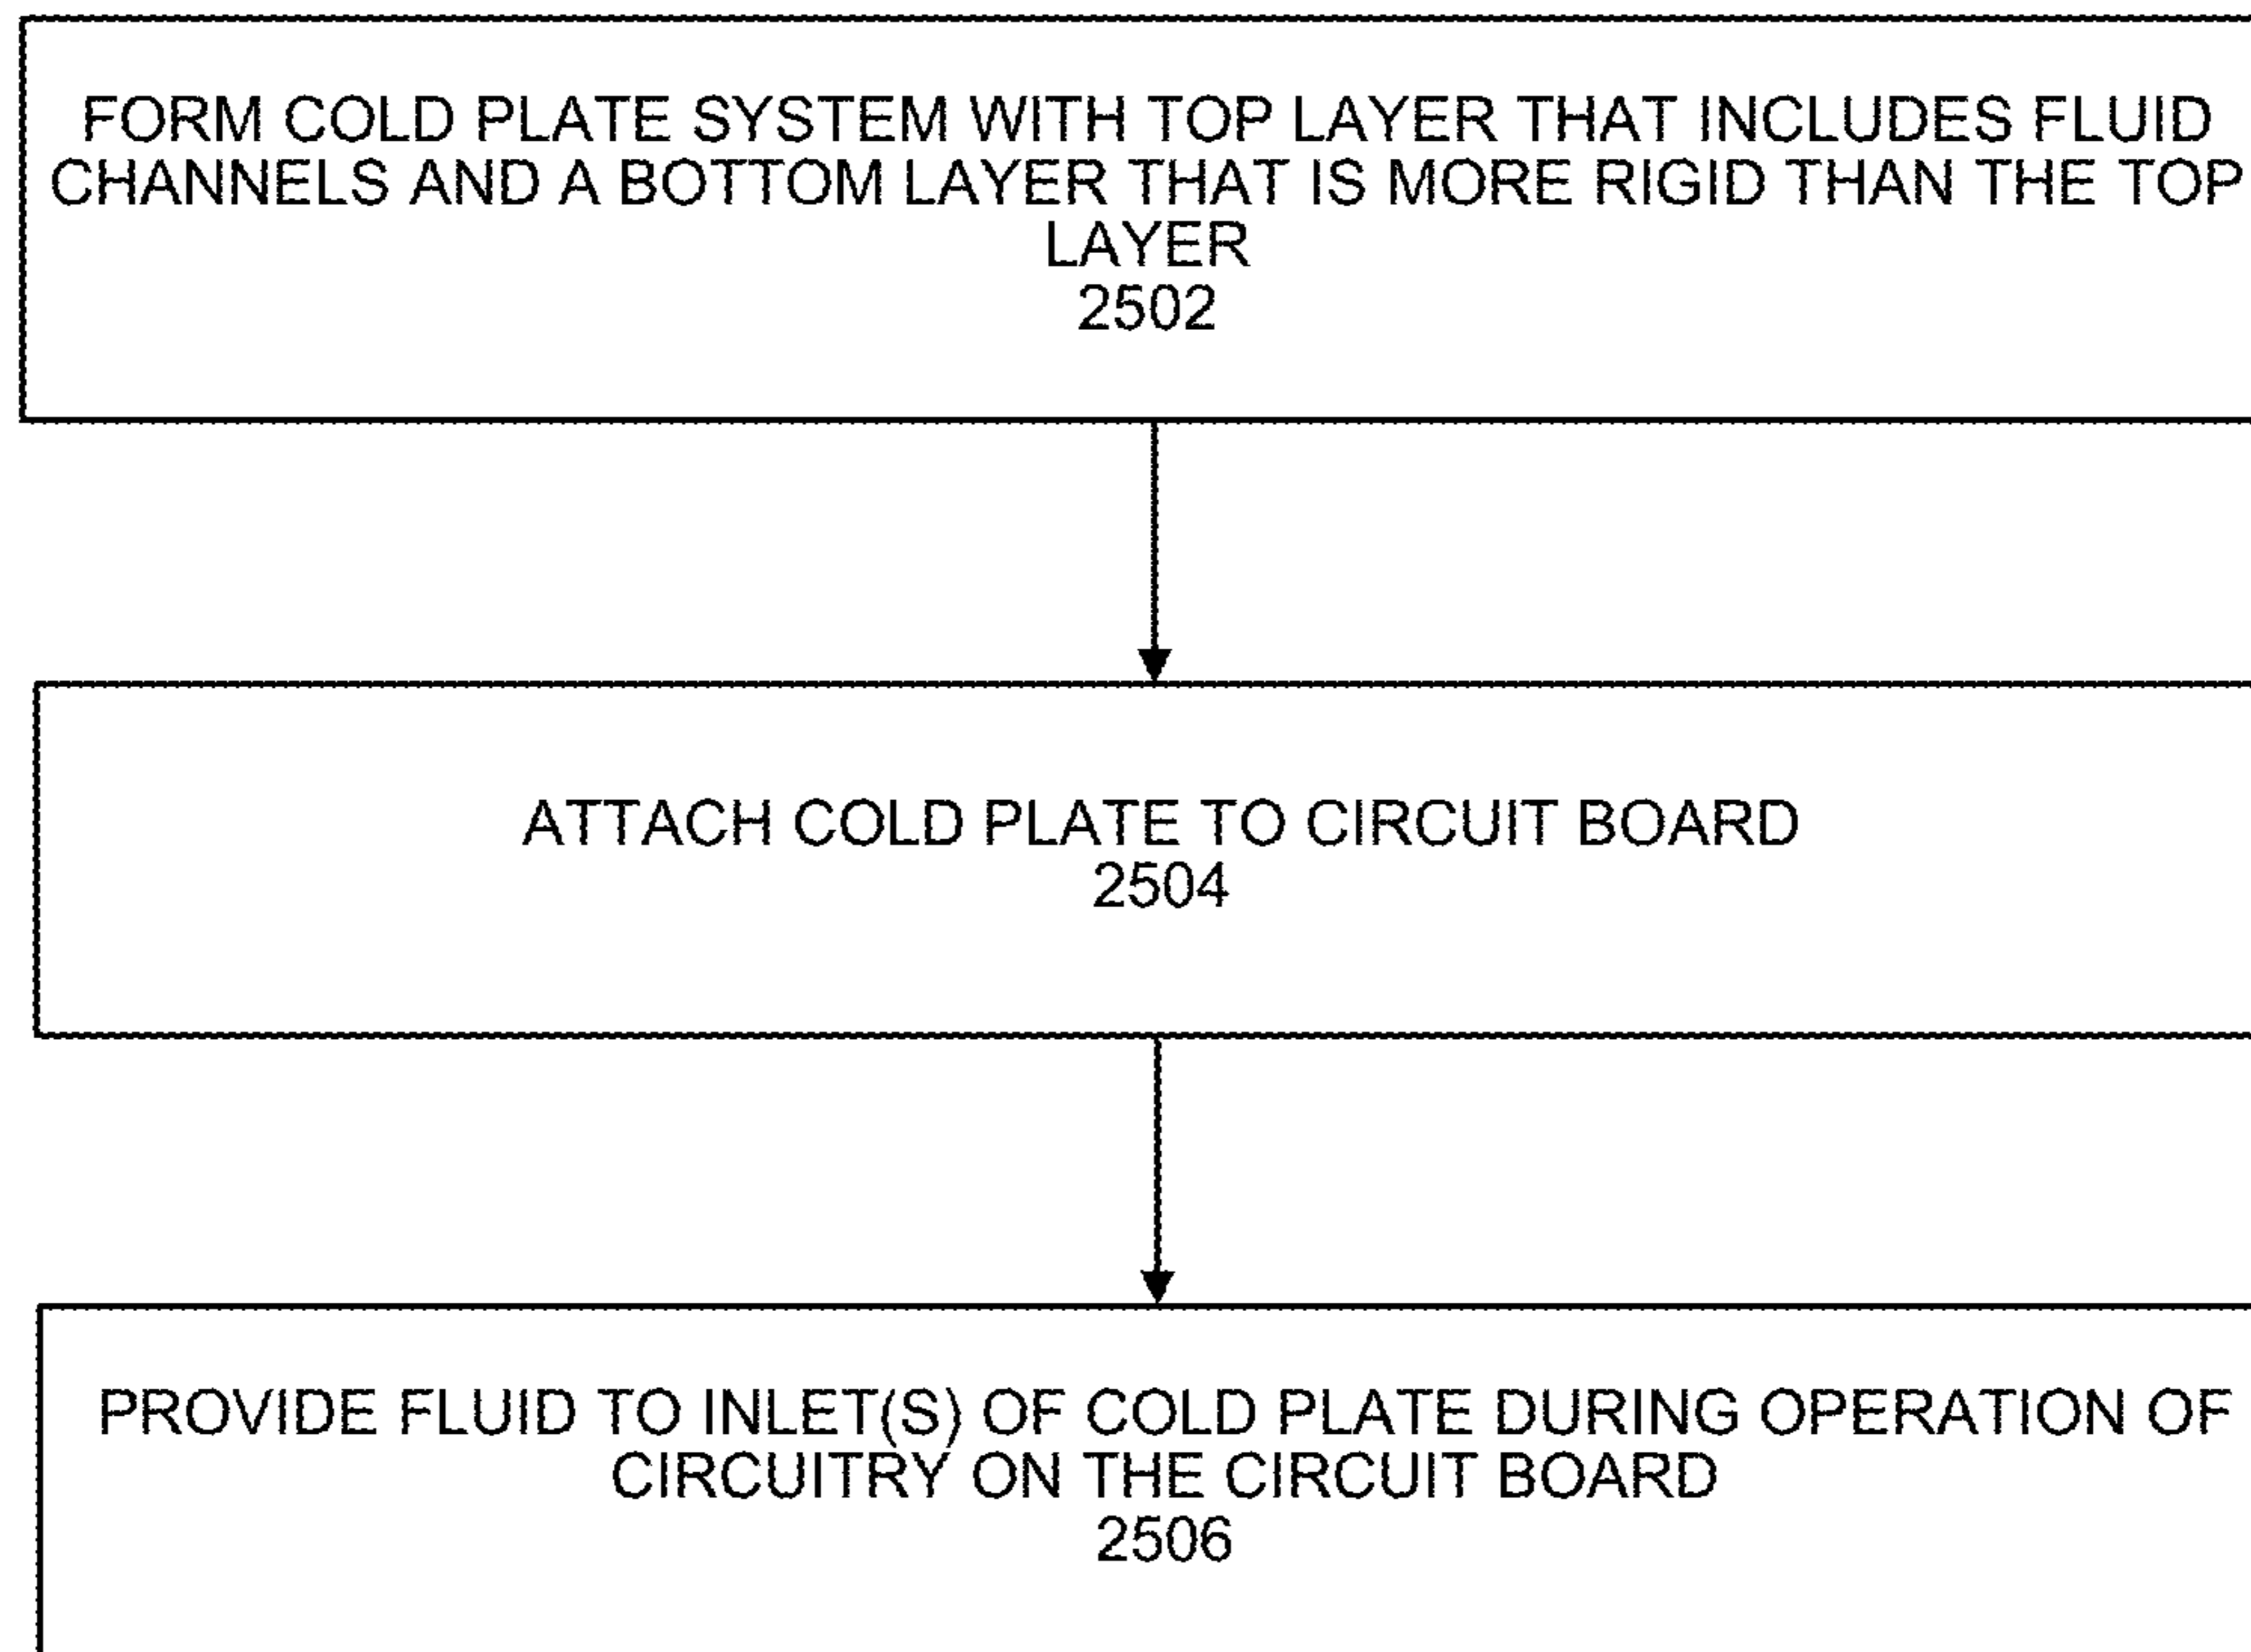 FORM COLD PLATE SYSTEM WITH TOP LAYER THAT INCLUDES FLUID
CHANNELS AND A BOTTOM LAYER THAT IS MORE RIGID THAN THE TOP
LAYER
2502
ATTACH COLD PLATE TO CIRCUIT BOARD
2504
PROVIDE FLUID TO INLET(S) OF COLD PLATE DURING OPERATION OF
CIRCUITRY ON THE CIRCUIT BOARD
2506